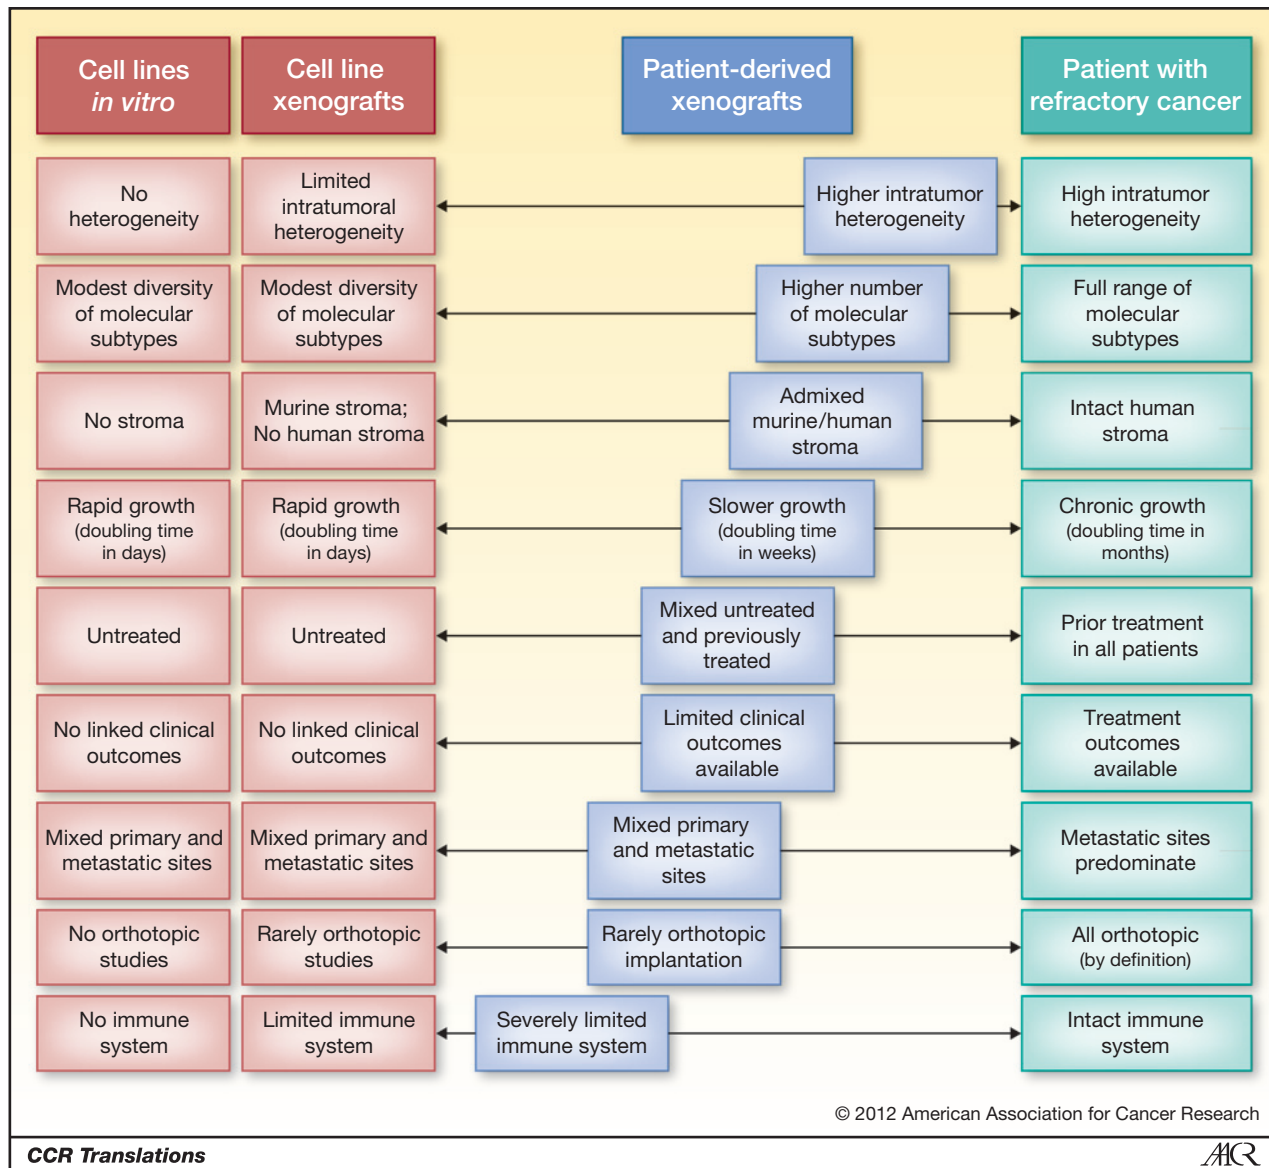 Cell lines
in vitro
Cell line
xenografts
Patient-derived
xenografts
Patient with
refractory cancer
No
heterogeneity
Limited
intratumoral
heterogeneity
Higher intratumor
heterogeneity
High intratumor
heterogeneity
Modest diversity
of molecular
subtypes
Modest diversity
of molecular
subtypes
Higher number
of molecular
subtypes
Full range of
molecular
subtypes
No stroma
Murine stroma;
No human stroma
Admixed
murine/human
stroma
Intact human
stroma
Rapid growth
(doubling time
in days)
Rapid growth
(doubling time
in days)
Slower growth
(doubling time
in weeks)
Chronic growth
(doubling time in
months)
Untreated
Untreated
Mixed untreated
and previously
treated
Prior treatment
in all patients
No linked clinical
outcomes
No linked clinical
outcomes
Limited clinical
outcomes
available
Treatment
outcomes
available
Mixed primary and
metastatic sites
Mixed primary and
metastatic sites
Mixed primary
and metastatic
sites
Metastatic sites
predominate
No orthotopic
studies
Rarely orthotopic
studies
Rarely orthotopic
implantation
All orthotopic
(by definition)
No immune
system
Limited immune
system
Severely limited
immune system
Intact immune
system
© 2012 American Association for Cancer Research
CCR Translations
AACR